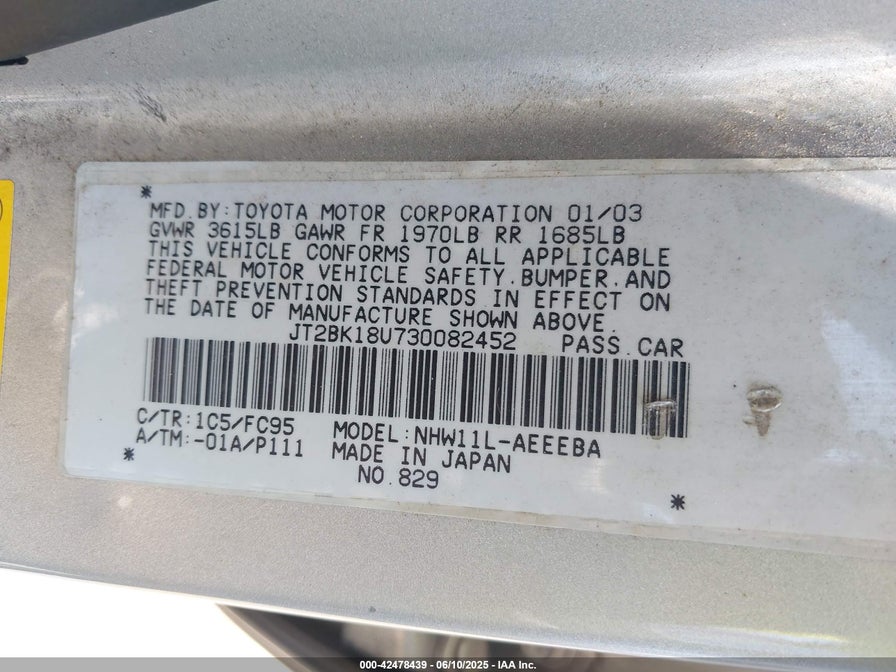 *
MFD.BY:TOYOTA MOTOR CORPORATION 01/03
GVWR 3615LB GAWR FR 1970LB RR 1685LB
THIS VEHICLE CONFORMS TO ALL APPLICABLE
FEDERAL MOTOR VEHICLE SAFETY.BUMPER.AND
THEFT PREVENTION STANDARDS IN EFFECT ON
THE DATE OF MANUFACTURE SHOWN ABOVE.
JT2BK18U730082452 PASS.CAR
C/TR:1C5/FC95 MODEL:NHW11L-AEEEBA
A/TM:-01A/P111 MADE IN JAPAN
* NO.829 *
000-42478439 - 06/10/2025 - IAA Inc.